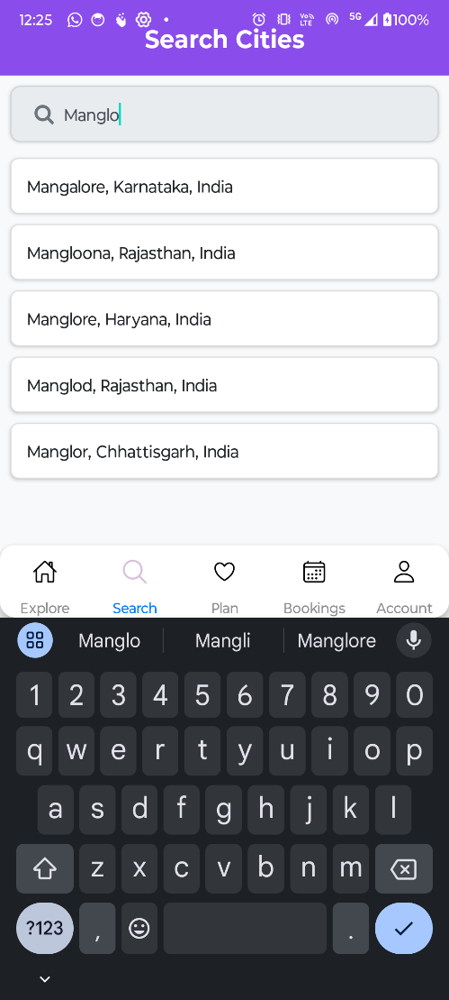 12:25 Vo)) LTE 5G 100%
Search Cities
Manglo
Mangalore, Karnataka, India
Mangloona, Rajasthan, India
Manglore, Haryana, India
Manglod, Rajasthan, India
Manglor, Chhattisgarh, India
Explore Search Plan Bookings Account
Manglo Mangli Manglore
1 2 3 4 5 6 7 8 9 0
q w e r t y u i o p
a s d f g h j k l
z x c v b n m
?123 , .